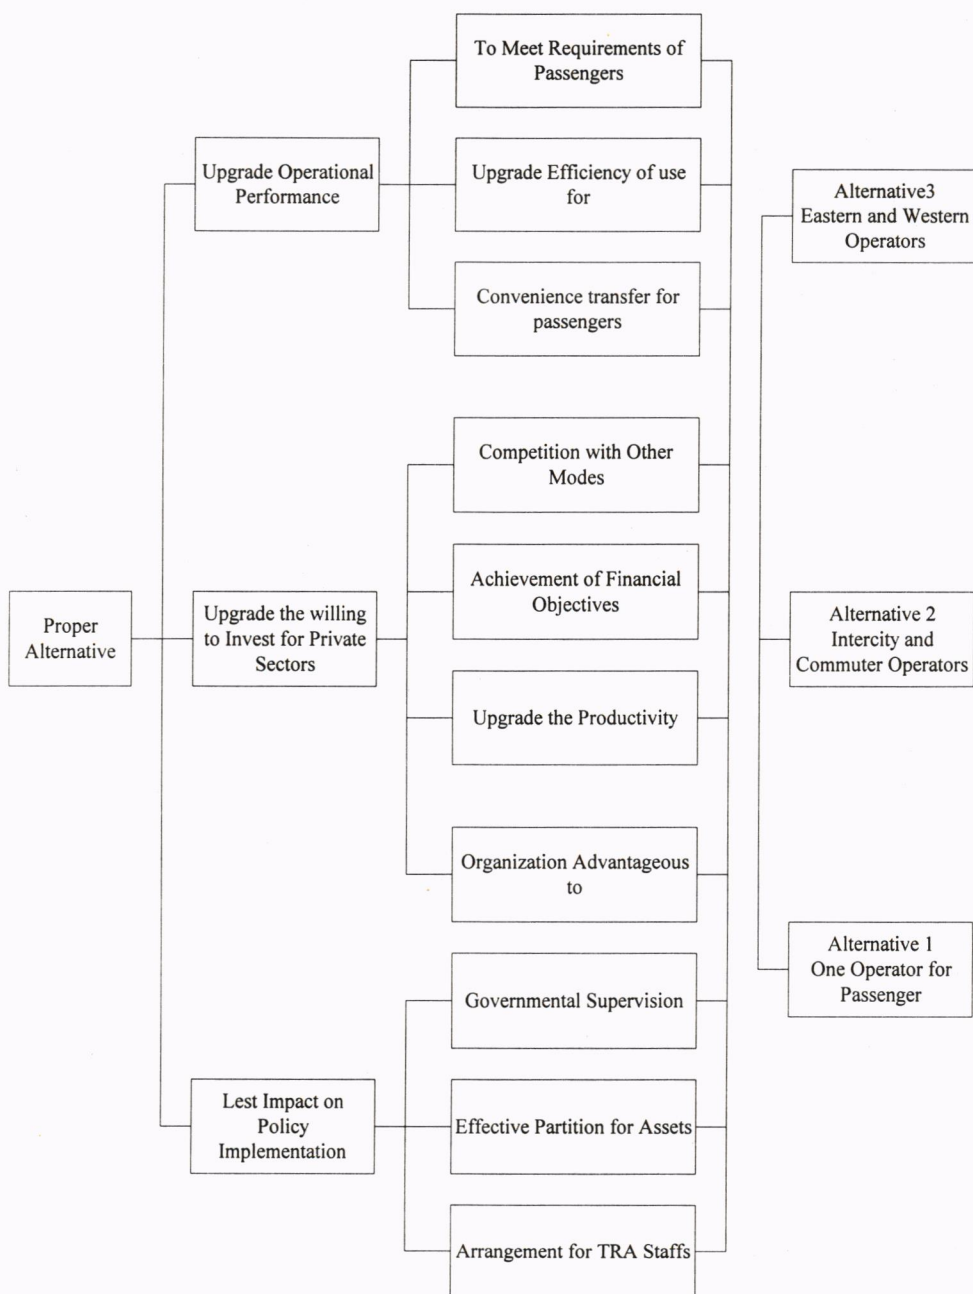 Proper
Alternative
Upgrade Operational
Performance
Upgrade the willing
to Invest for Private
Sectors
Lest Impact on
Policy
Implementation
To Meet Requirements of
Passengers
Upgrade Efficiency of use
for
Convenience transfer for
passengers
Competition with Other
Modes
Achievement of Financial
Objectives
Upgrade the Productivity
Organization Advantageous
to
Governmental Supervision
Effective Partition for Assets
Arrangement for TRA Staffs
Alternative3
Eastern and Western
Operators
Alternative 2
Intercity and
Commuter Operators
Alternative 1
One Operator for
Passenger